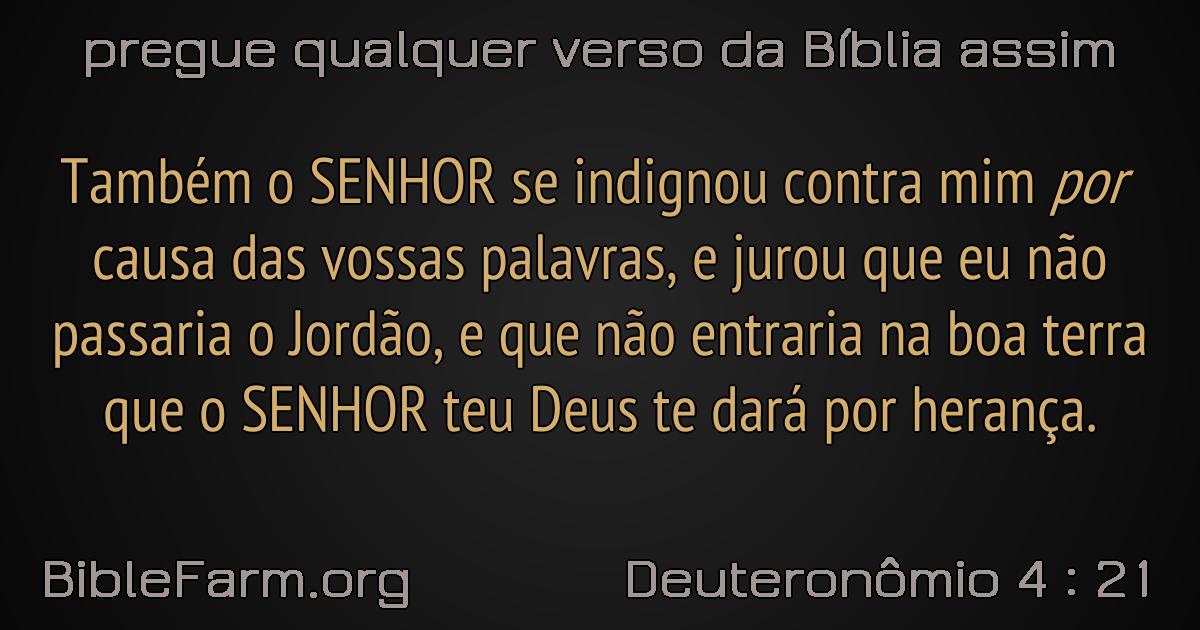 pregue qualquer verso da Bíblia assim
Também o SENHOR se indignou contra mim por
causa das vossas palavras, e jurou que eu não
passaria o Jordão, e que não entraria na boa terra
que o SENHOR teu Deus te dará por herança.
BibleFarm.org Deuteronômio 4 : 21